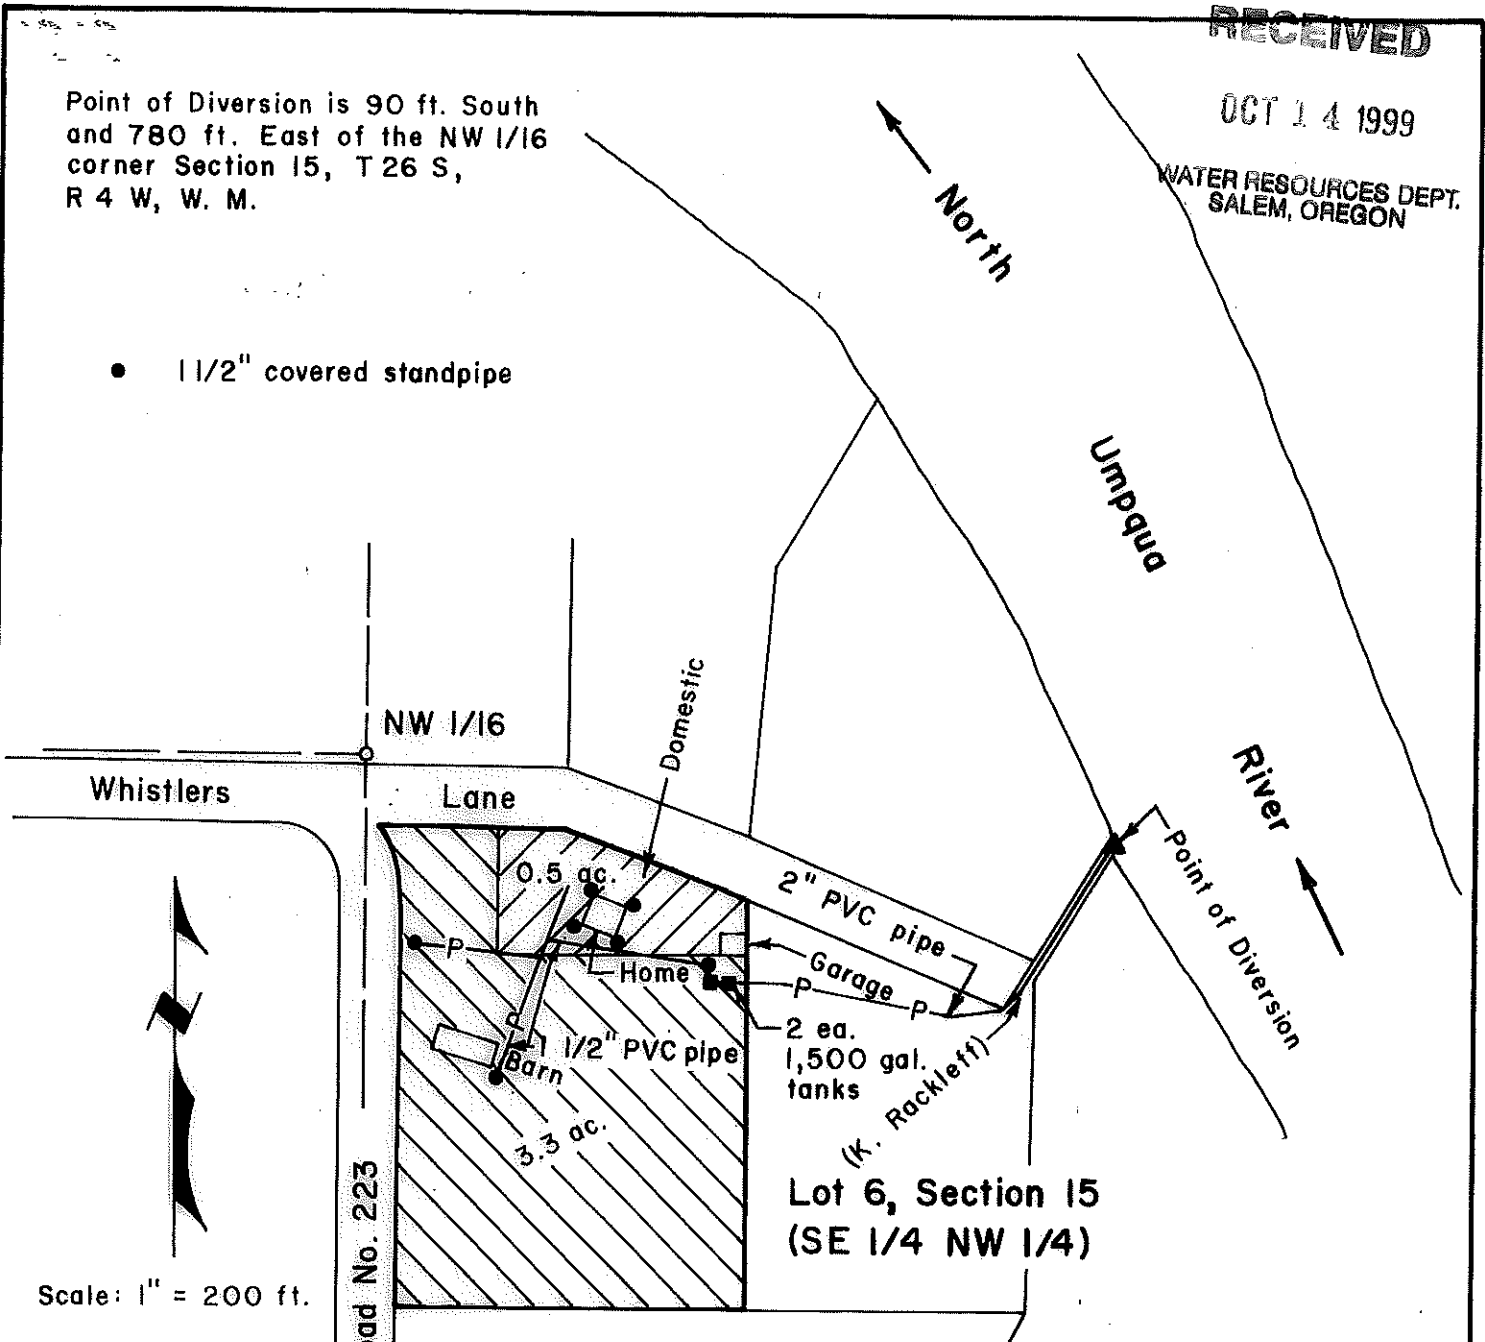 RECEIVED
OCT 14 1999
WATER RESOURCES DEPT.
SALEM, OREGON
Point of Diversion is 90 ft. South
and 780 ft. East of the NW 1/16
corner Section 15, T 26 S,
R 4 W, W. M.
1 1/2" covered standpipe
North
Umpqua
River
NW 1/16
Domestic
Whistlers
Lane
0.5 ac.
2" PVC pipe
Point of Diversion
P
Home
Garage
P
P
2 ea.
1,500 gal.
tanks
P
1 1/2" PVC pipe
Barn
3.3 ac.
(K. Rackleff)
Lot 6, Section 15
(SE 1/4 NW 1/4)
No. 223
Scale: 1" = 200 ft.